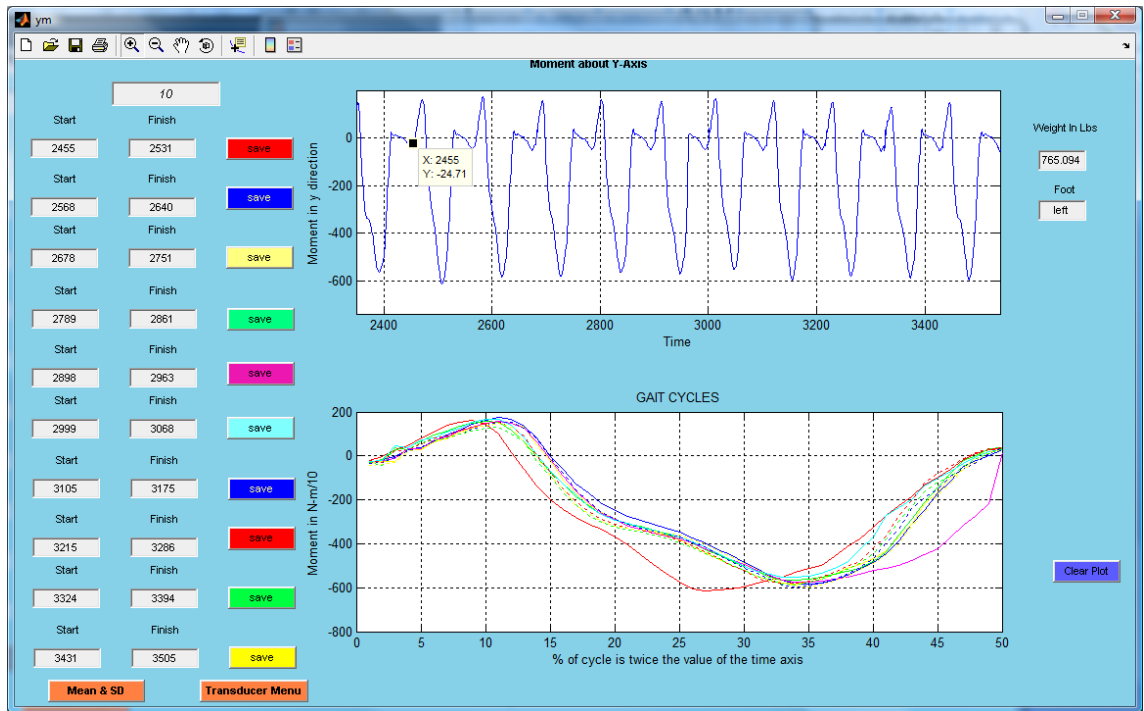 ym
Moment about Y-Axis
10
Start Finish
2455 2531 save
Start Finish
2568 2640 save
Start Finish
2678 2751 save
Start Finish
2789 2861 save
Start Finish
2898 2963 save
Start Finish
2999 3068 save
Start Finish
3105 3175 save
Start Finish
3215 3286 save
Start Finish
3324 3394 save
Start Finish
3431 3505 save
Mean & SD Transducer Menu
Moment in y direction
0
-200
-400
-600
X: 2455
Y: -24.71
2400 2600 2800 3000 3200 3400
Time
Weight In Lbs
765.094
Foot
left
GAIT CYCLES
Moment in N-m/10
200
0
-200
-400
-600
-800
0 5 10 15 20 25 30 35 40 45 50
% of cycle is twice the value of the time axis
Clear Plot